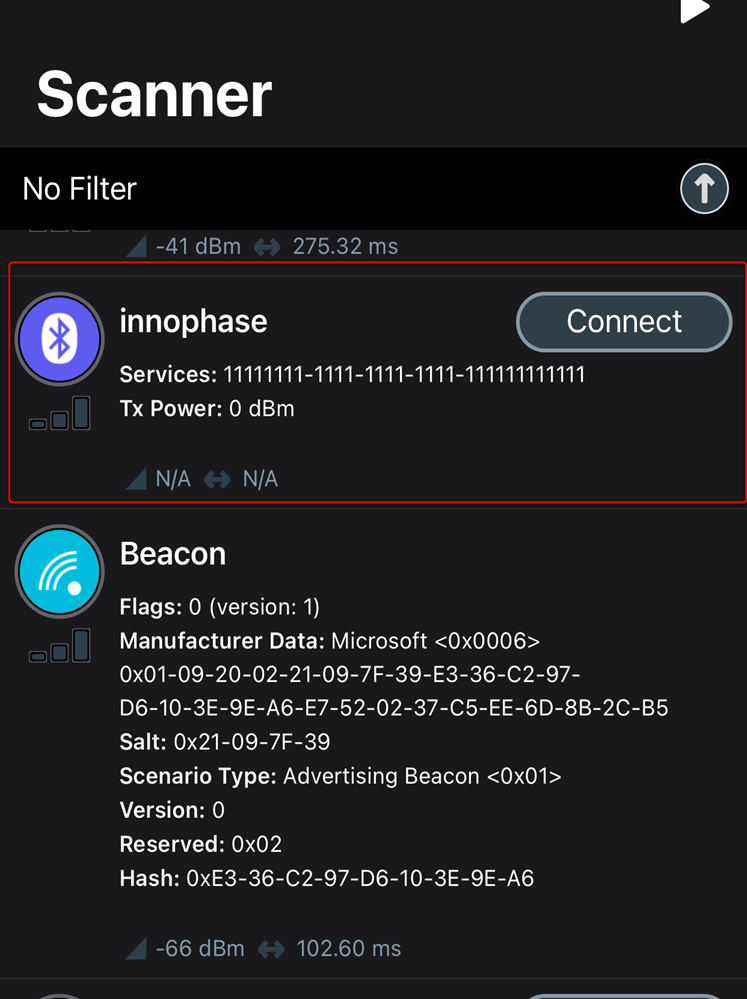 Scanner
No Filter
-41 dBm 275.32 ms
innophase
Connect
Services: 11111111-1111-1111-1111-111111111111
Tx Power: 0 dBm
N/A N/A
Beacon
Flags: 0 (version: 1)
Manufacturer Data: Microsoft <0x0006>
0x01-09-20-02-21-09-7F-39-E3-36-C2-97-
D6-10-3E-9E-A6-E7-52-02-37-C5-EE-6D-8B-2C-B5
Salt: 0x21-09-7F-39
Scenario Type: Advertising Beacon <0x01>
Version: 0
Reserved: 0x02
Hash: 0xE3-36-C2-97-D6-10-3E-9E-A6
-66 dBm 102.60 ms